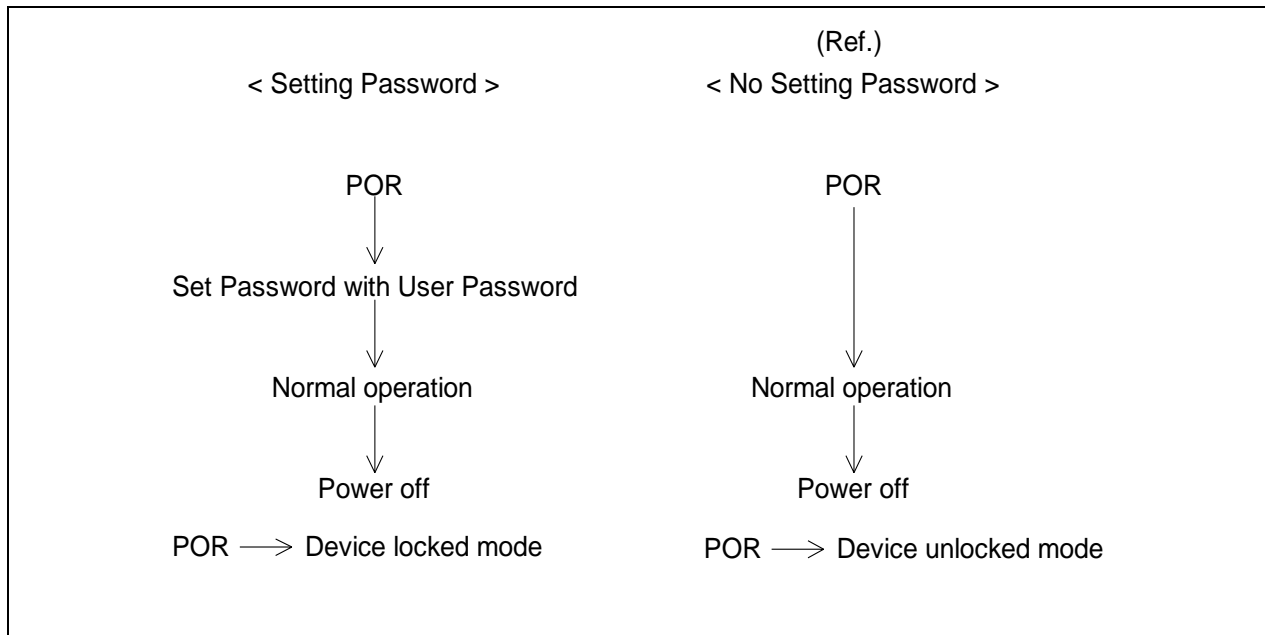 (Ref.)
< Setting Password >
< No Setting Password >
POR
POR
Set Password with User Password
Normal operation
Normal operation
Power off
Power off
POR
Device locked mode
POR
Device unlocked mode